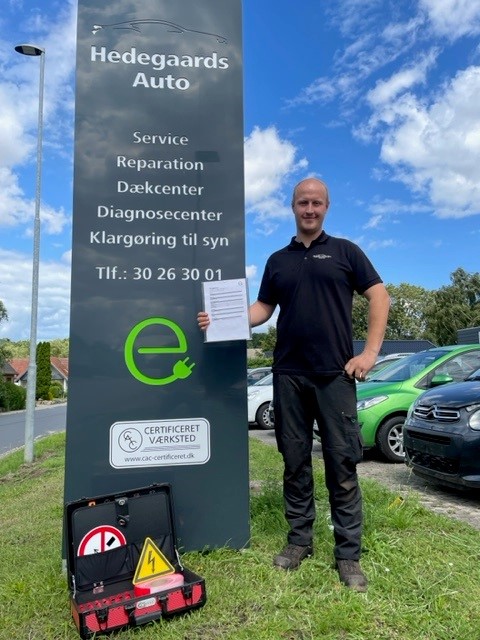 Hedegaards
Auto
Service
Reparation
Dækcenter
Diagnosecenter
Klargøring til syn
Tlf.: 30 26 30 01
e
CAC
CERTIFICERET
VÆRKSTED
www.cac-certificeret.dk